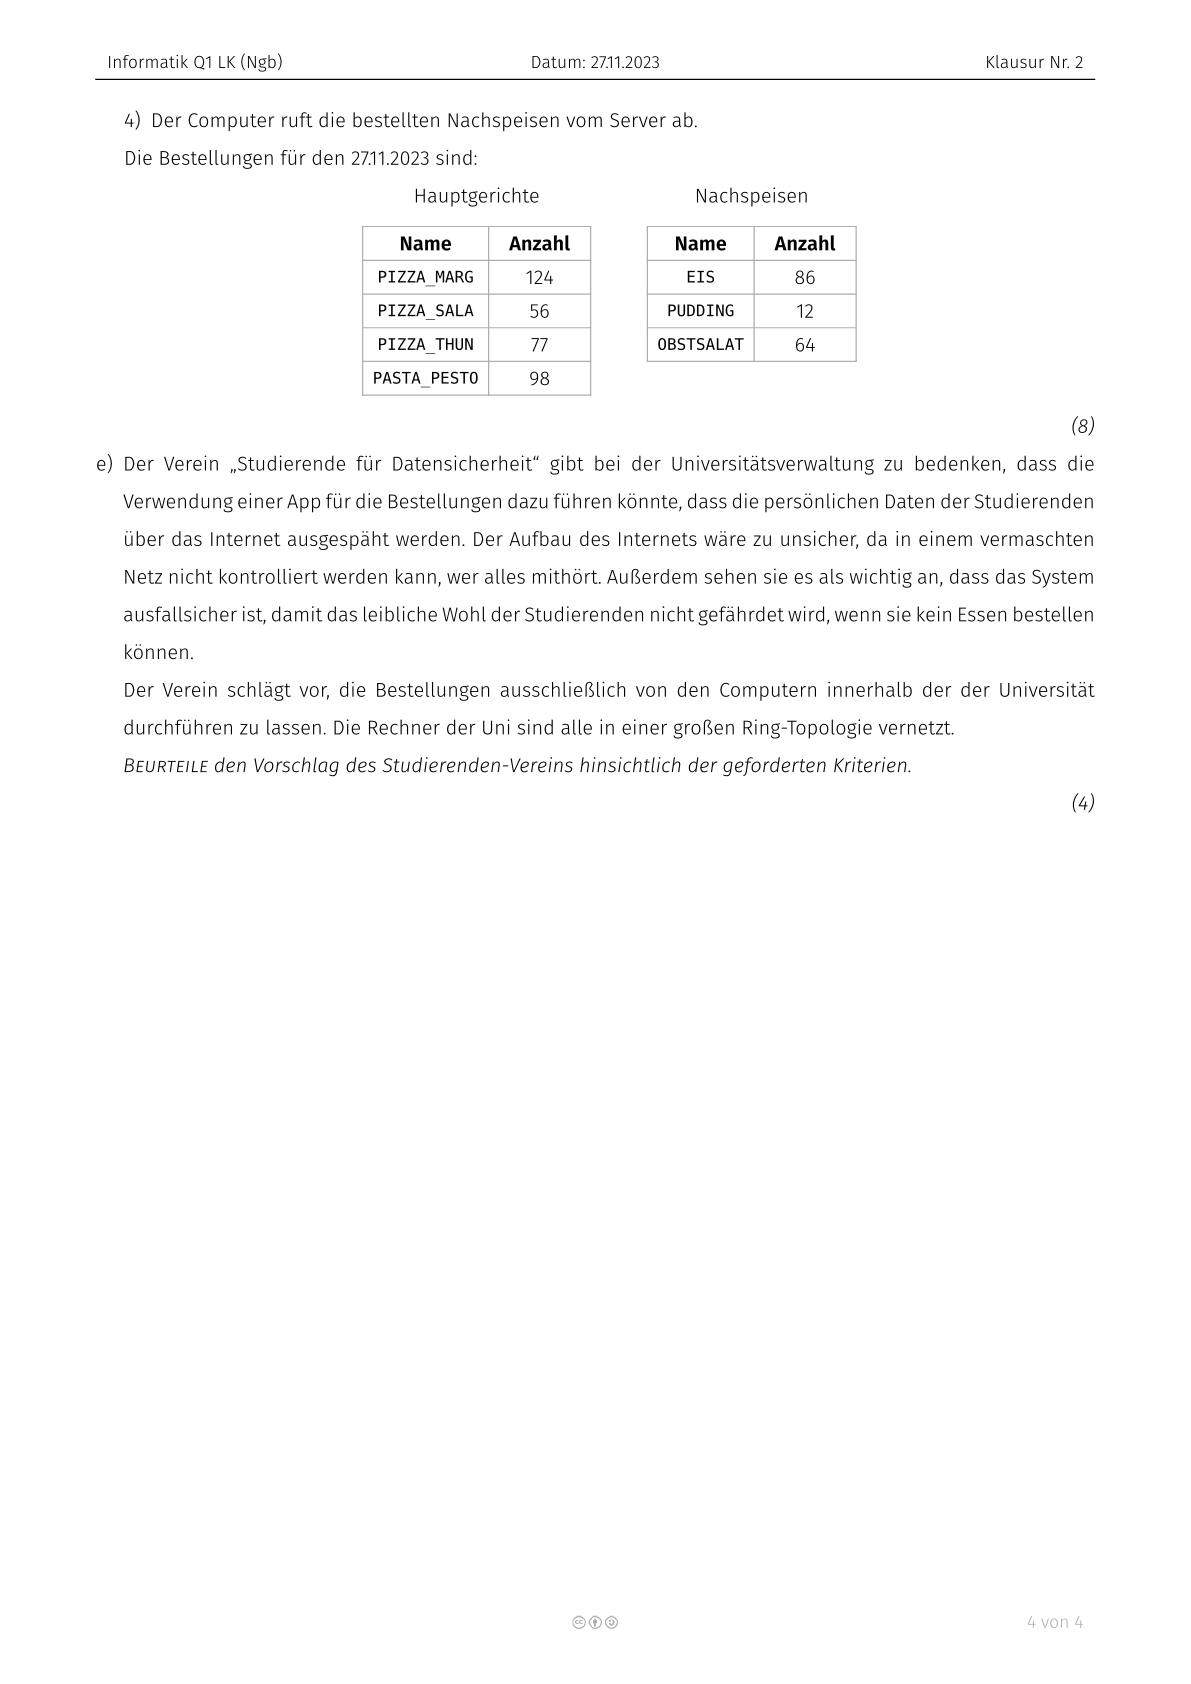 Informatik Q1 LK (Ngb) Datum: 27.11.2023 Klausur Nr. 2
4) Der Computer ruft die bestellten Nachspeisen vom Server ab.
Die Bestellungen für den 27.11.2023 sind:
Hauptgerichte Nachspeisen
Name Anzahl Name Anzahl
PIZZA_MARG 124 EIS 86
PIZZA_SALA 56 PUDDING 12
PIZZA_THUN 77 OBSTSALAT 64
PASTA_PESTO 98
(8)
e) Der Verein „Studierende für Datensicherheit“ gibt bei der Universitätsverwaltung zu bedenken, dass die
Verwendung einer App für die Bestellungen dazu führen könnte, dass die persönlichen Daten der Studierenden
über das Internet ausgespäht werden. Der Aufbau des Internets wäre zu unsicher, da in einem vermaschten
Netz nicht kontrolliert werden kann, wer alles mithört. Außerdem sehen sie es als wichtig an, dass das System
ausfallsicher ist, damit das leibliche Wohl der Studierenden nicht gefährdet wird, wenn sie kein Essen bestellen
können.
Der Verein schlägt vor, die Bestellungen ausschließlich von den Computern innerhalb der der Universität
durchführen zu lassen. Die Rechner der Uni sind alle in einer großen Ring-Topologie vernetzt.
BEURTEILE den Vorschlag des Studierenden-Vereins hinsichtlich der geforderten Kriterien.
(4)
4 von 4